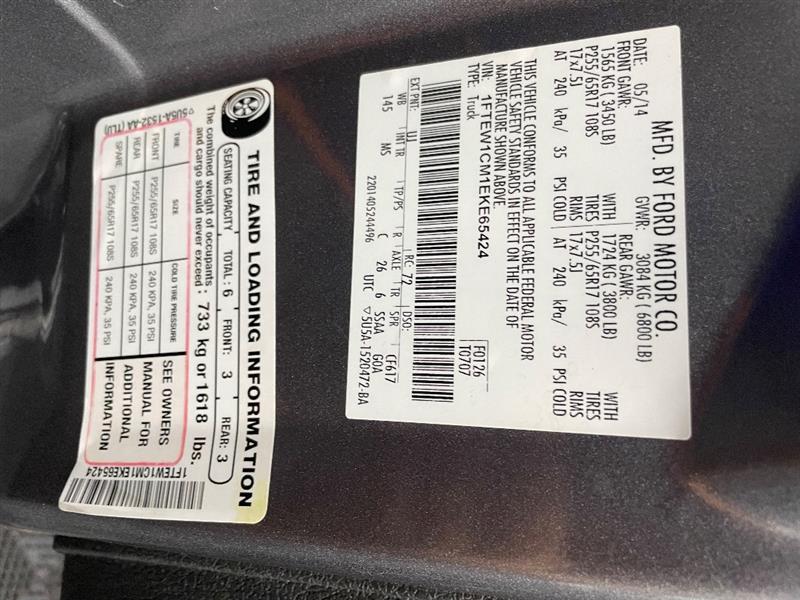 MFD. BY FORD MOTOR CO.
DATE: 05/14 GVWR: 3084 KG ( 6800 LB)
FRONT GAWR: REAR GAWR:
1565 KG ( 3450 LB) WITH 1724 KG ( 3800 LB) WITH
P255/65R17 108S TIRES P255/65R17 108S TIRES
17x7.5J RIMS 17x7.5J RIMS
AT 240 kPa/ 35 PSI COLD AT 240 kPa/ 35 PSI COLD
THIS VEHICLE CONFORMS TO ALL APPLICABLE FEDERAL MOTOR
VEHICLE SAFETY STANDARDS IN EFFECT ON THE DATE OF
MANUFACTURE SHOWN ABOVE.
VIN: 1FTEW1CM1EKE65424
TYPE: Truck
F0126
T0707
EXT PNT: UJ RC: 72 DSO:
WB INT TR TP/PS R AXLE TR SPR CF617
145 MS C 26 6 SSAA GOA
2201405244496 UTC ▽5U5A-1520472-BA
TIRE AND LOADING INFORMATION
SEATING CAPACITY TOTAL: 6 FRONT: 3 REAR: 3
The combined weight of occupants and cargo should never exceed: 733 kg or 1618 lbs.
TIRE SIZE COLD TIRE PRESSURE
FRONT P255/65R17 108S 240 KPA, 35 PSI
REAR P255/65R17 108S 240 KPA, 35 PSI
SPARE P255/65R17 108S 240 KPA, 35 PSI
SEE OWNERS
MANUAL FOR
ADDITIONAL
INFORMATION
5U5A-1532-AA (TLU)
1FTEW1CM1EKE65424